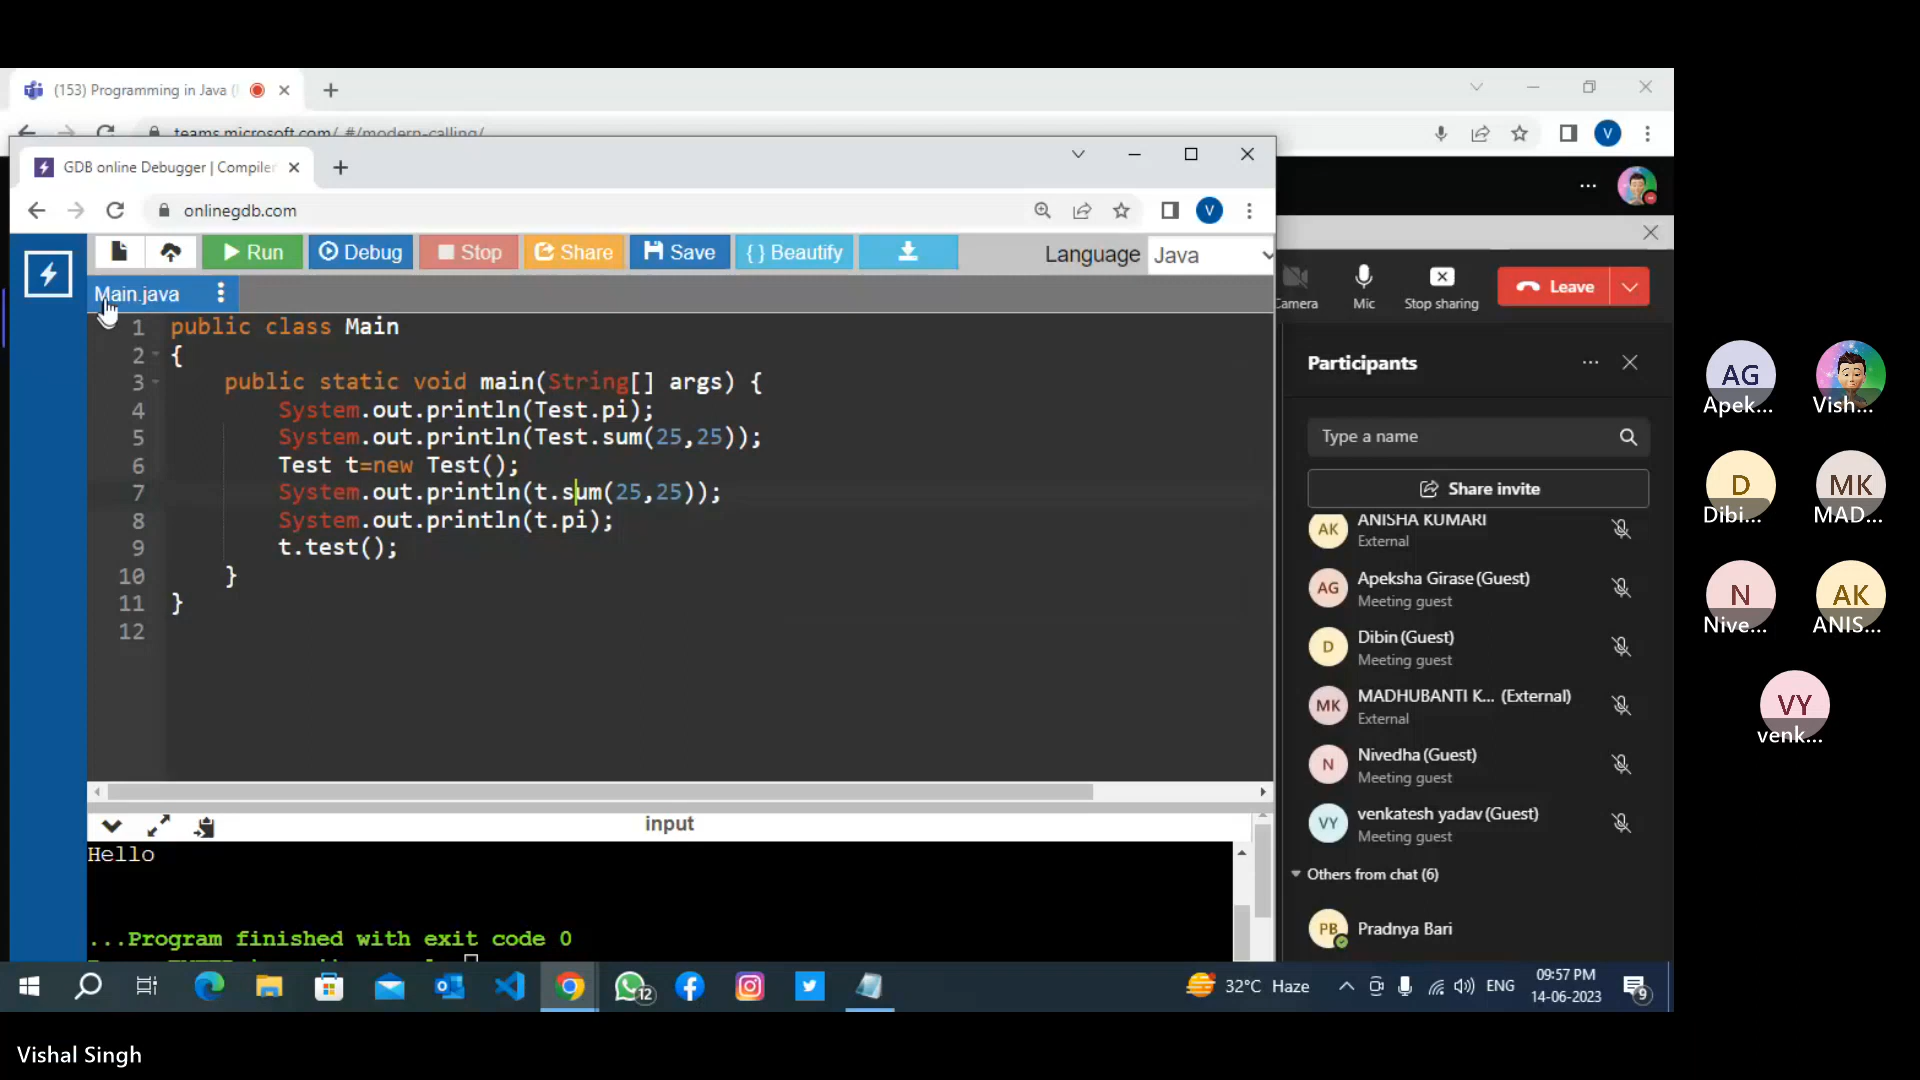 (153) Programming in Java (
teams.microsoft.com/_#/modern-calling/
V
GDB online Debugger | Compiler
onlinegdb.com
V
Run
Debug
Stop
Share
Save
{ } Beautify
Language
Java
Main.java
1 public class Main
2 {
3 public static void main(String[] args) {
4 System.out.println(Test.pi);
5 System.out.println(Test.sum(25,25));
6 Test t=new Test();
7 System.out.println(t.sum(25,25));
8 System.out.println(t.pi);
9 t.test();
10 }
11 }
12
input
Hello
...Program finished with exit code 0
Camera
Mic
Stop sharing
Leave
Participants
Type a name
Share invite
AK
ANISHA KUMARI
External
AG
Apeksha Girase (Guest)
Meeting guest
D
Dibin (Guest)
Meeting guest
MK
MADHUBANTI K... (External)
External
N
Nivedha (Guest)
Meeting guest
VY
venkatesh yadav (Guest)
Meeting guest
Others from chat (6)
PB
Pradnya Bari
AG
Apek...
Vish...
D
Dibi...
MK
MAD...
N
Nive...
AK
ANIS...
VY
venk...
12
32°C Haze
ENG
09:57 PM
14-06-2023
9
Vishal Singh